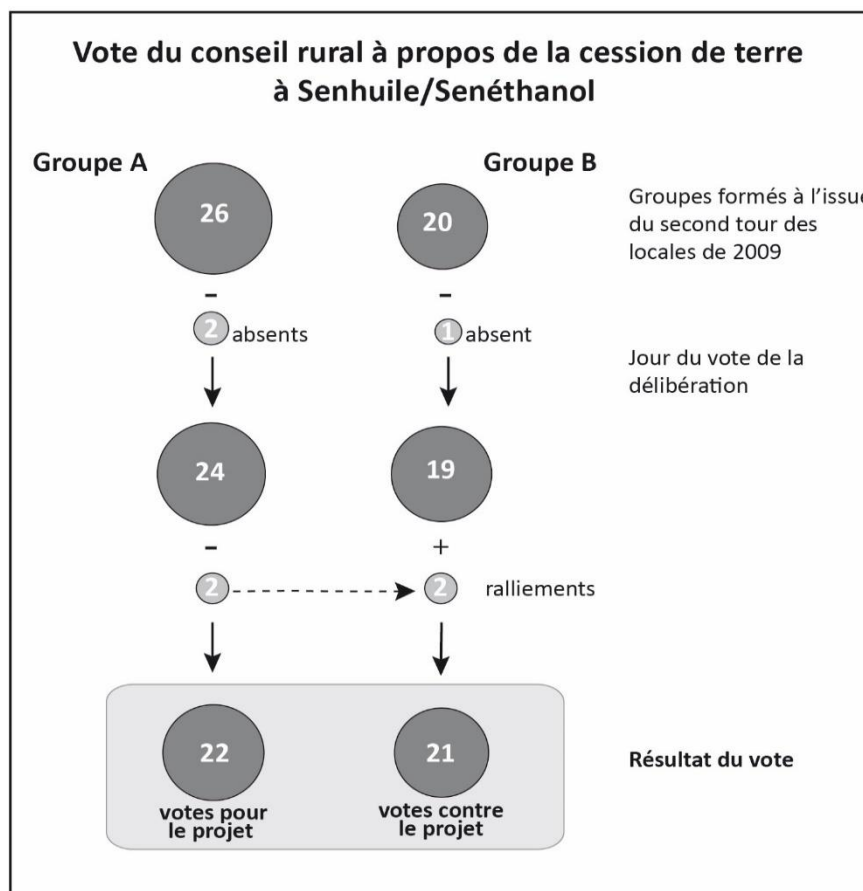 Vote du conseil rural à propos de la cession de terre
à Senhuile/Senéthanol
Groupe A
Groupe B
26
20
Groupes formés à l'issue
du second tour des
locales de 2009
-
-
2 absents
1 absent
Jour du vote de la
délibération
24
19
-
+
2
2
ralliements
22
21
Résultat du vote
votes pour
le projet
votes contre
le projet